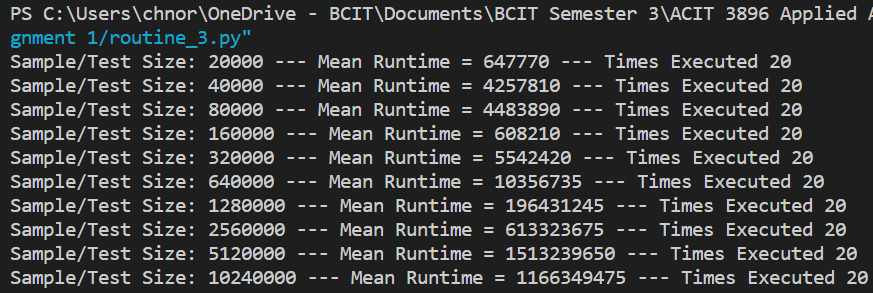 PS C:\Users\chnor\OneDrive - BCIT\Documents\BCIT Semester 3\ACIT 3896 Applied
gnment 1/routine_3.py"
Sample/Test Size: 20000 --- Mean Runtime = 647770 --- Times Executed 20
Sample/Test Size: 40000 --- Mean Runtime = 4257810 --- Times Executed 20
Sample/Test Size: 80000 --- Mean Runtime = 4483890 --- Times Executed 20
Sample/Test Size: 160000 --- Mean Runtime = 608210 --- Times Executed 20
Sample/Test Size: 320000 --- Mean Runtime = 5542420 --- Times Executed 20
Sample/Test Size: 640000 --- Mean Runtime = 10356735 --- Times Executed 20
Sample/Test Size: 1280000 --- Mean Runtime = 196431245 --- Times Executed 20
Sample/Test Size: 2560000 --- Mean Runtime = 613323675 --- Times Executed 20
Sample/Test Size: 5120000 --- Mean Runtime = 1513239650 --- Times Executed 20
Sample/Test Size: 10240000 --- Mean Runtime = 1166349475 --- Times Executed 20